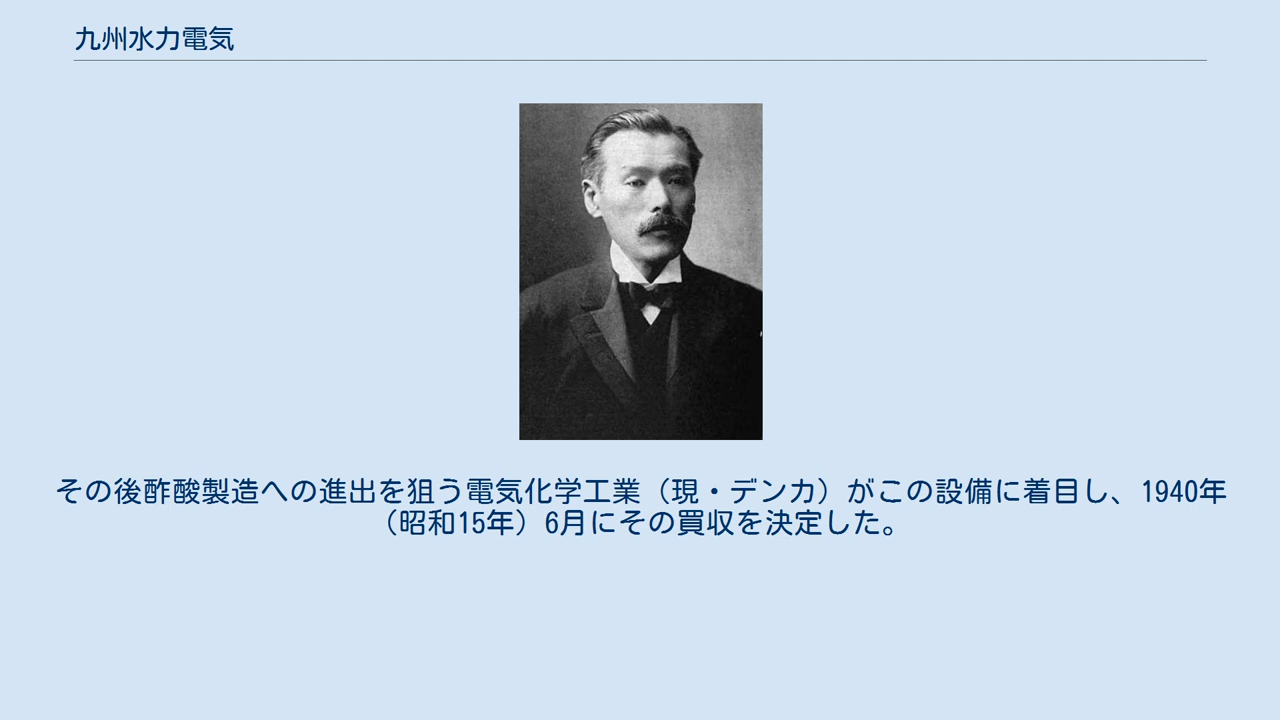 九州水力電気
その後酢酸製造への進出を狙う電気化学工業（現・デンカ）がこの設備に着目し、1940年
（昭和15年）6月にその買収を決定した。